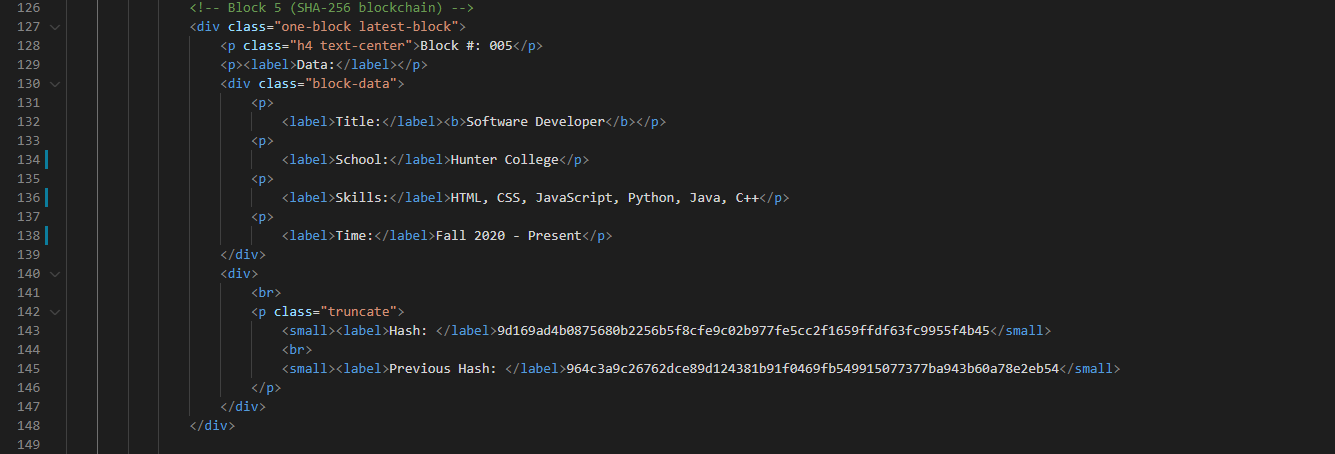 126 <!-- Block 5 (SHA-256 blockchain) -->
127 <div class="one-block latest-block">
128 <p class="h4 text-center">Block #: 005</p>
129 <p><label>Data:</label></p>
130 <div class="block-data">
131 <p>
132 <label>Title:</label><b>Software Developer</b></p>
133 <p>
134 <label>School:</label>Hunter College</p>
135 <p>
136 <label>Skills:</label>HTML, CSS, JavaScript, Python, Java, C++</p>
137 <p>
138 <label>Time:</label>Fall 2020 - Present</p>
139 </div>
140 <div>
141 <br>
142 <p class="truncate">
143 <small><label>Hash: </label>9d169ad4b0875680b2256b5f8cfe9c02b977fe5cc2f1659ffdf63fc9955f4b45</small>
144 <br>
145 <small><label>Previous Hash: </label>964c3a9c26762dce89d124381b91f0469fb549915077377ba943b60a78e2eb54</small>
146 </p>
147 </div>
148 </div>
149